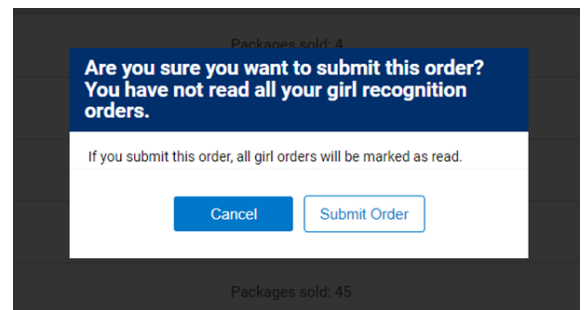 Packages sold: 4
Are you sure you want to submit this order?
You have not read all your girl recognition
orders.
If you submit this order, all girl orders will be marked as read.
Cancel
Submit Order
Packages sold: 45